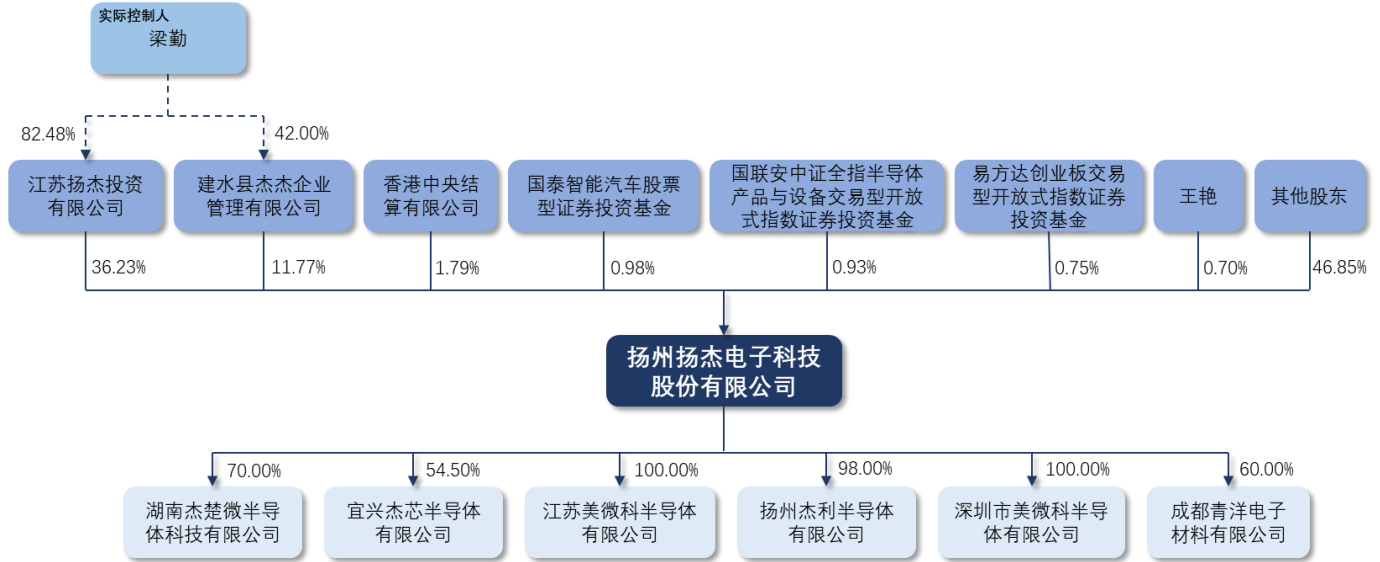 实际控制人
梁勤
82.48%
42.00%
江苏扬杰投资
有限公司
建水县杰杰企业
管理有限公司
香港中央结
算有限公司
国泰智能汽车股票
型证券投资基金
国联安中证全指半导体
产品与设备交易型开放
式指数证券投资基金
易方达创业板交易
型开放式指数证券
投资基金
王艳
其他股东
36.23%
11.77%
1.79%
0.98%
0.93%
0.75%
0.70%
46.85%
扬州扬杰电子科技
股份有限公司
70.00%
54.50%
100.00%
98.00%
100.00%
60.00%
湖南杰楚微半导
体科技有限公司
宜兴杰芯半导体
有限公司
江苏美微科半导体
有限公司
扬州杰利半导体
有限公司
深圳市美微科半导
体有限公司
成都青洋电子
材料有限公司